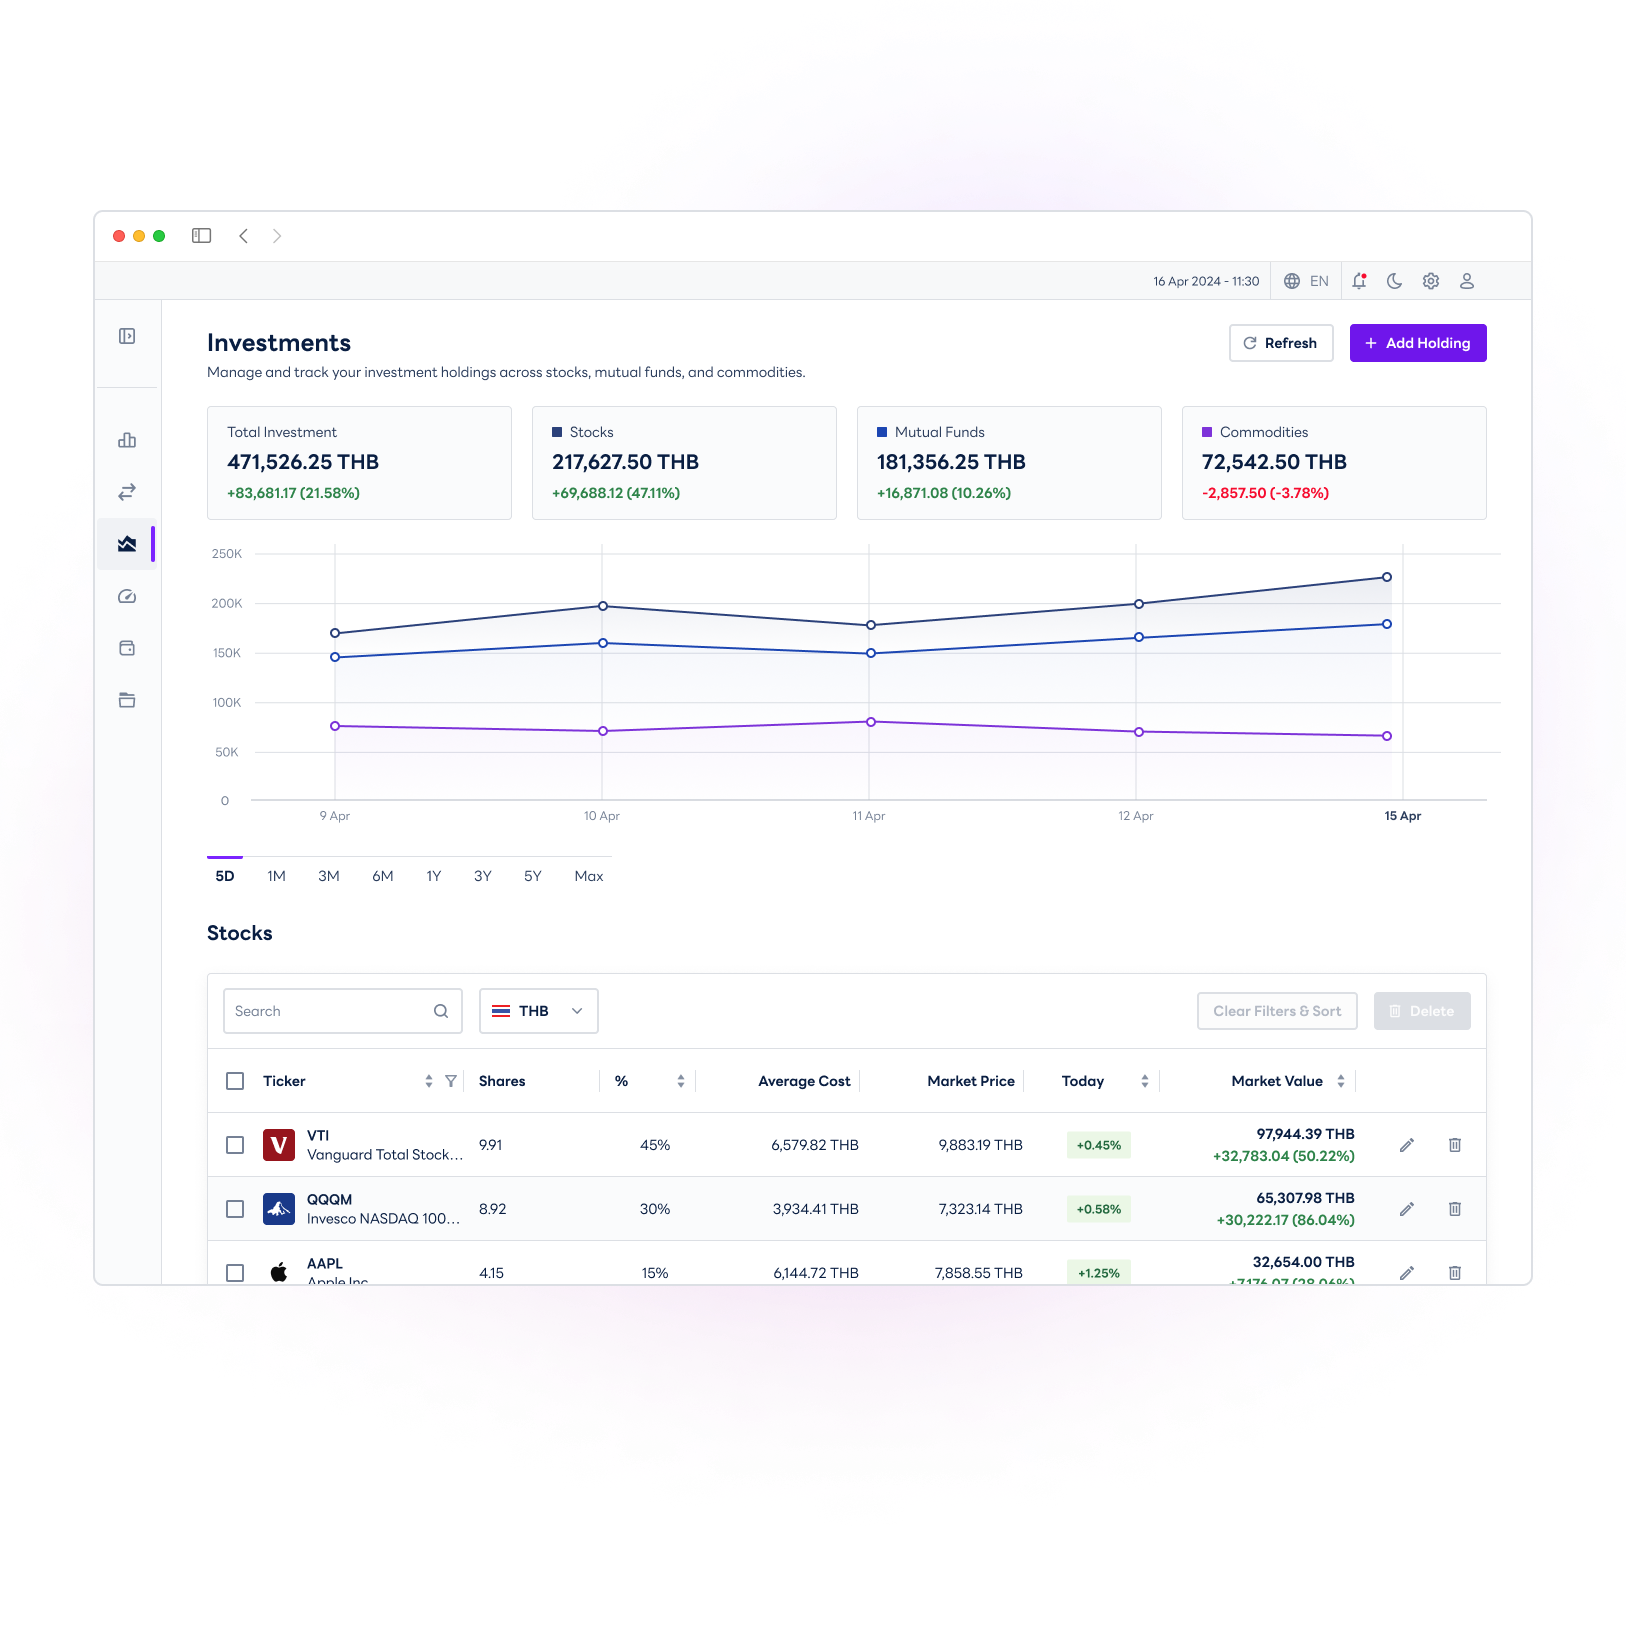 16 Apr 2024 - 11:30 EN
Investments
Manage and track your investment holdings across stocks, mutual funds, and commodities.
Refresh
+ Add Holding
Total Investment
471,526.25 THB
+83,681.17 (21.58%)
Stocks
217,627.50 THB
+69,688.12 (47.11%)
Mutual Funds
181,356.25 THB
+16,871.08 (10.26%)
Commodities
72,542.50 THB
-2,857.50 (-3.78%)
250K
200K
150K
100K
50K
0
9 Apr 10 Apr 11 Apr 12 Apr 15 Apr
5D 1M 3M 6M 1Y 3Y 5Y Max
Stocks
Search THB Clear Filters & Sort Delete
Ticker Shares % Average Cost Market Price Today Market Value
VTI
Vanguard Total Stock...
9.91 45% 6,579.82 THB 9,883.19 THB +0.45%
97,944.39 THB
+32,783.04 (50.22%)
QQQM
Invesco NASDAQ 100...
8.92 30% 3,934.41 THB 7,323.14 THB +0.58%
65,307.98 THB
+30,222.17 (86.04%)
AAPL
Apple Inc
4.15 15% 6,144.72 THB 7,858.55 THB +1.25%
32,654.00 THB
+7,176.07 (28.06%)